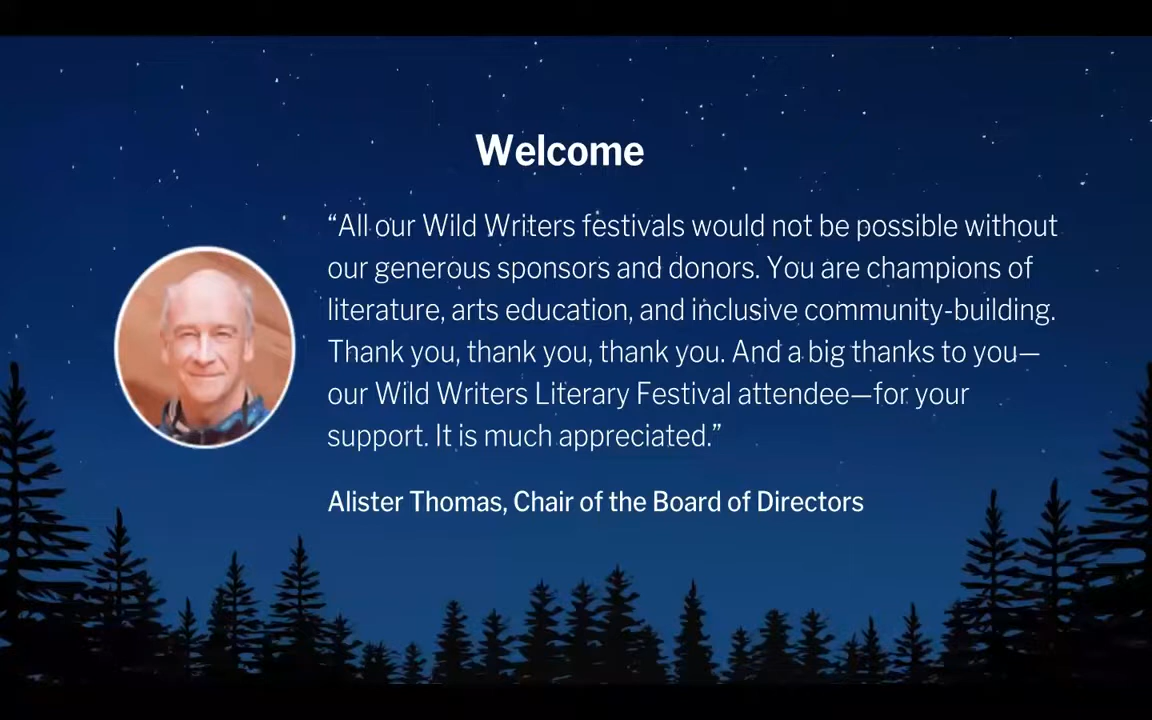 Welcome
“All our Wild Writers festivals would not be possible without
our generous sponsors and donors. You are champions of
literature, arts education, and inclusive community-building.
Thank you, thank you, thank you. And a big thanks to you—
our Wild Writers Literary Festival attendee—for your
support. It is much appreciated.”
Alister Thomas, Chair of the Board of Directors